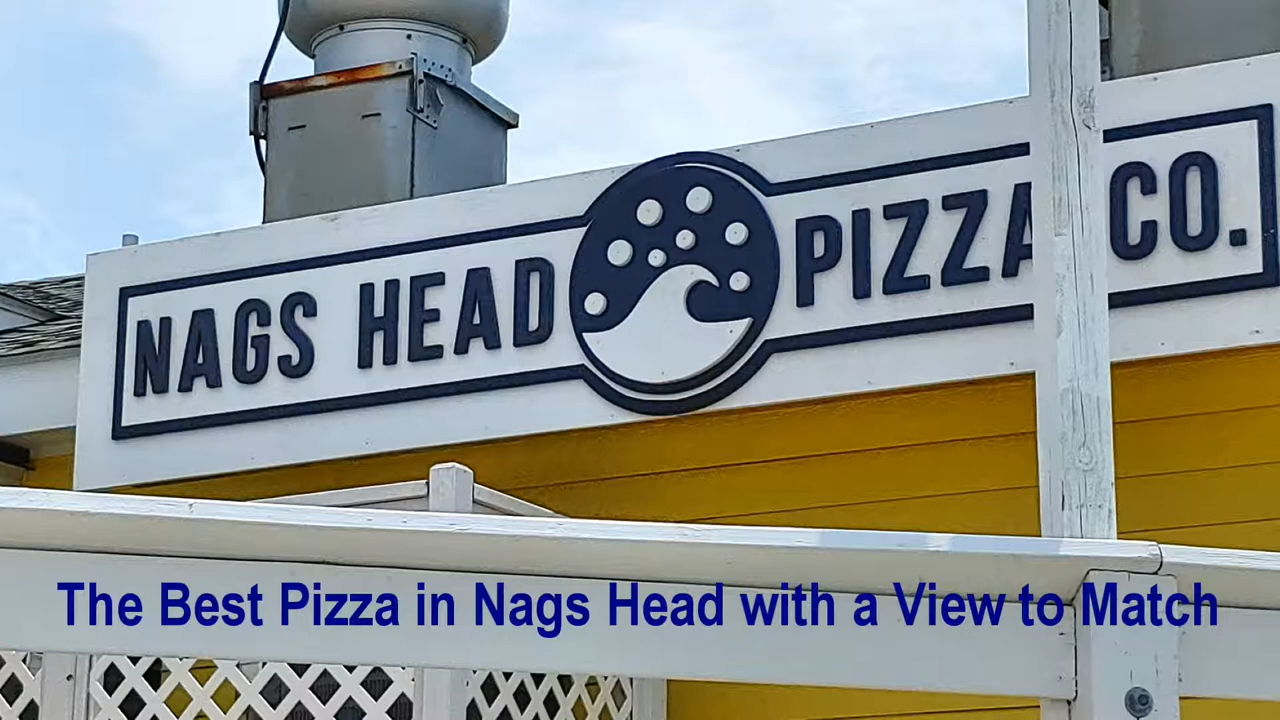 NAGS HEAD PIZZA CO.
The Best Pizza in Nags Head with a View to Match